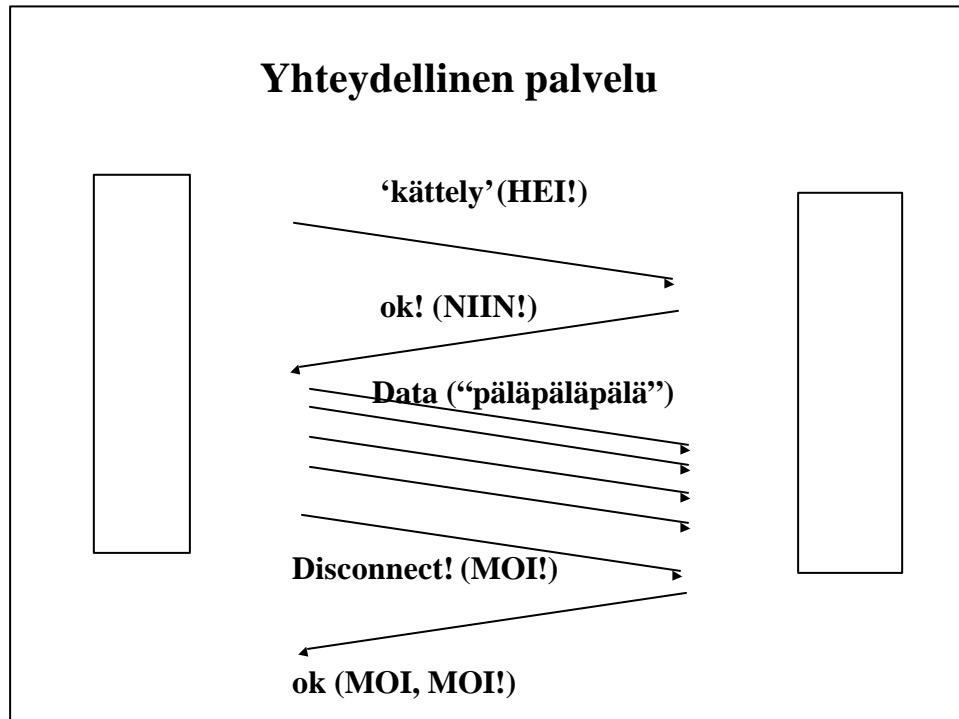 Yhteydellinen palvelu
‘kättely’(HEI!)
ok! (NIIN!)
Data (“päläpäläpälä”)
Disconnect! (MOI!)
ok (MOI, MOI!)